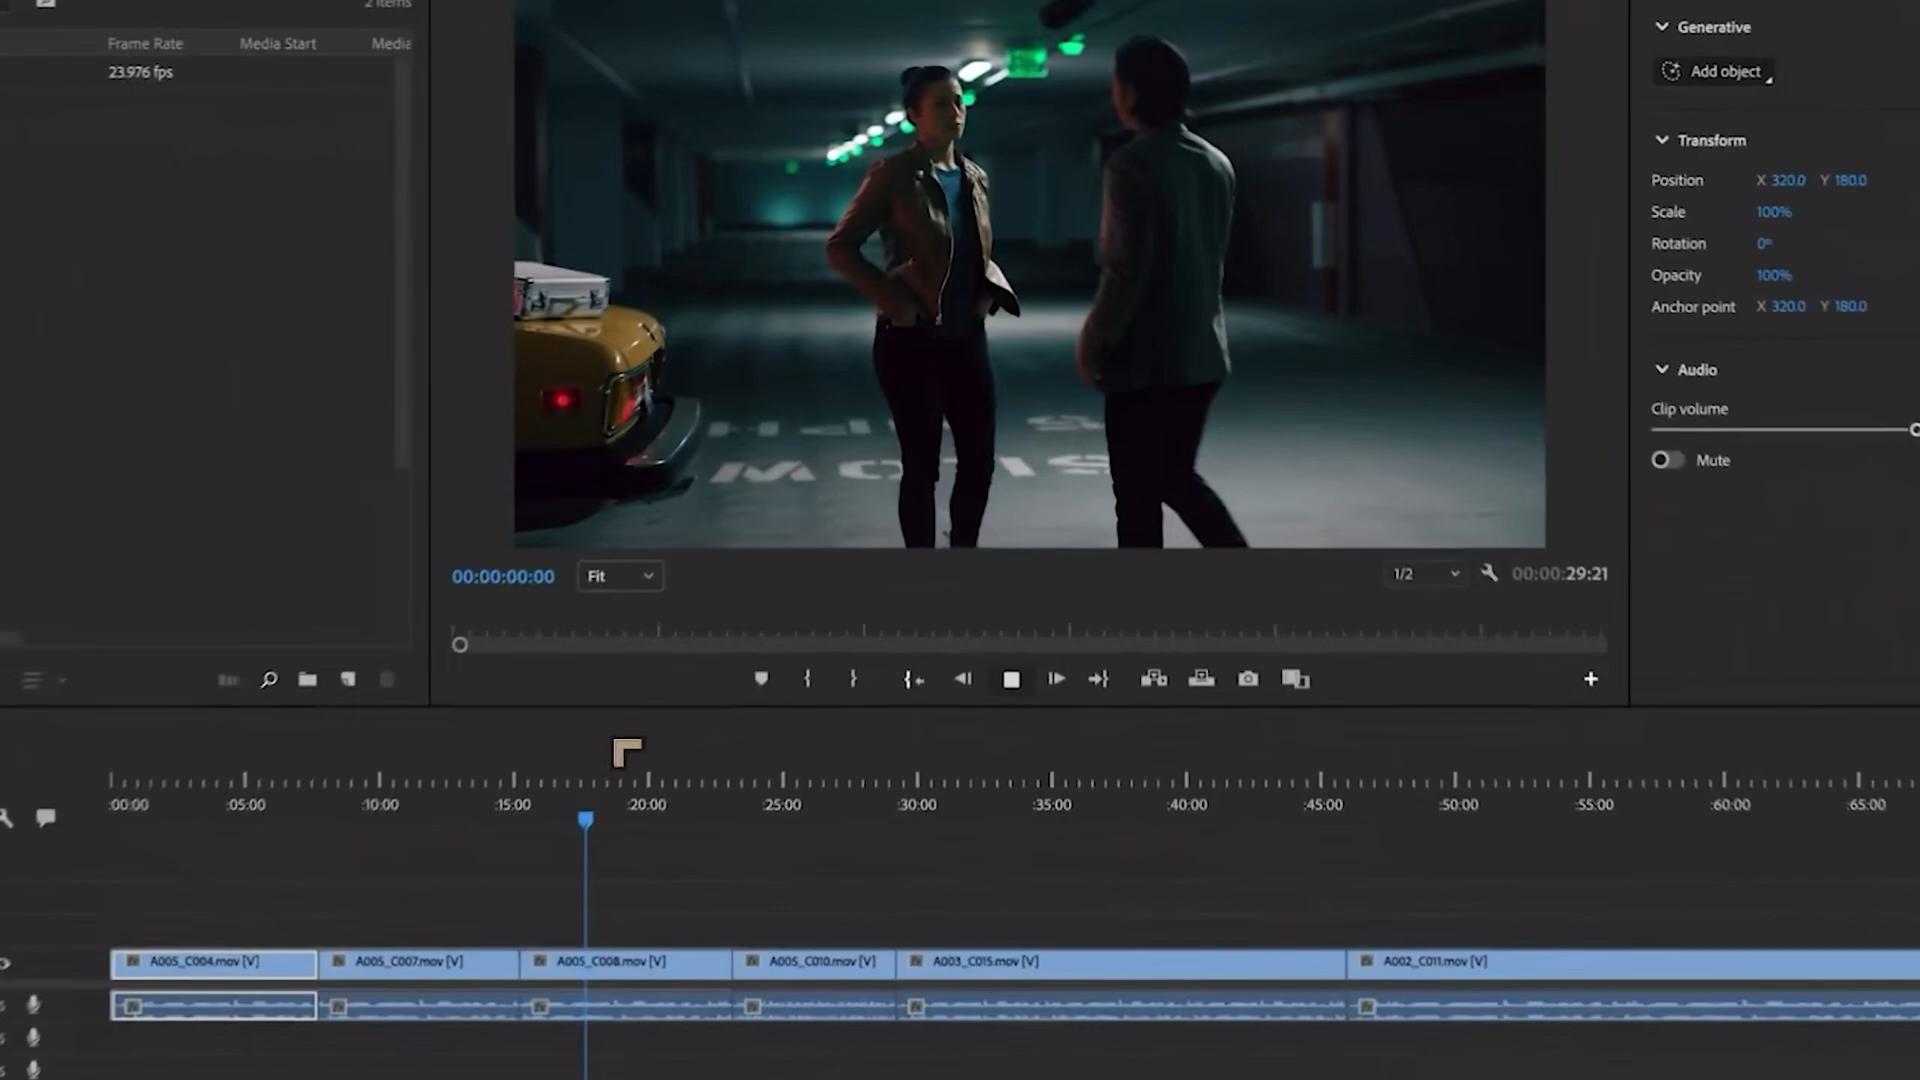 2 items
Frame Rate Media Start Media
23.976 fps
Generative
Add object
Transform
Position X 320.0 Y 180.0
Scale 100%
Rotation 0°
Opacity 100%
Anchor point X 320.0 Y 180.0
Audio
Clip volume
Mute
SLOW
00:00:00:00 Fit 1/2 00:00:29:21
:00:00 :05:00 :10:00 :15:00 :20:00 :25:00 :30:00 :35:00 :40:00 :45:00 :50:00 :55:00 :60:00 :65:00
A005_C004.mov [V] A005_C007.mov [V] A005_C008.mov [V] A005_C010.mov [V] A003_C015.mov [V] A002_C011.mov [V]